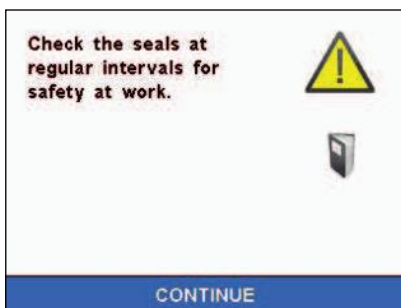 Check the seals at
regular intervals for
safety at work.
CONTINUE